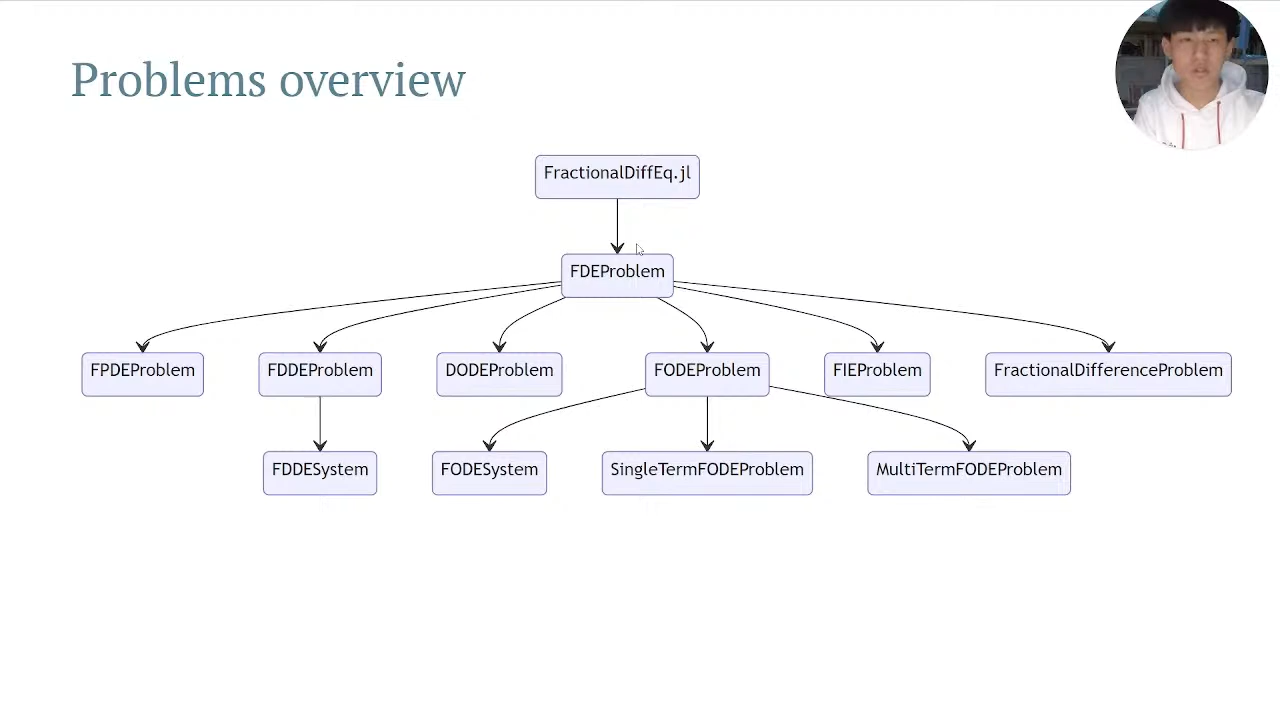 Problems overview
FractionalDiffEq.jl
FDEProblem
FPDEProblem
FDDEProblem
DODEProblem
FODEProblem
FIEProblem
FractionalDifferenceProblem
FDDESystem
FODESystem
SingleTermFODEProblem
MultiTermFODEProblem